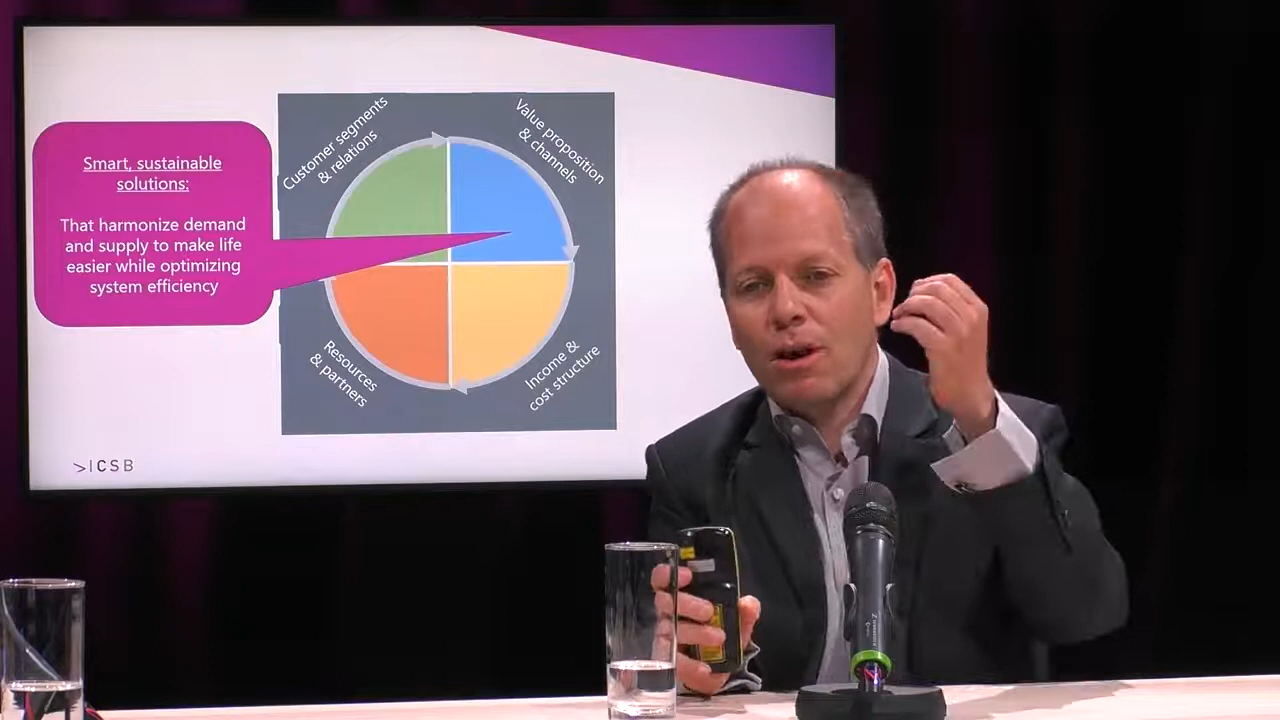 Smart, sustainable
solutions:
That harmonize demand
and supply to make life
easier while optimizing
system efficiency
Customer segments
& relations
Value proposition
& channels
Resources
& partners
Income &
cost structure
>ICSB